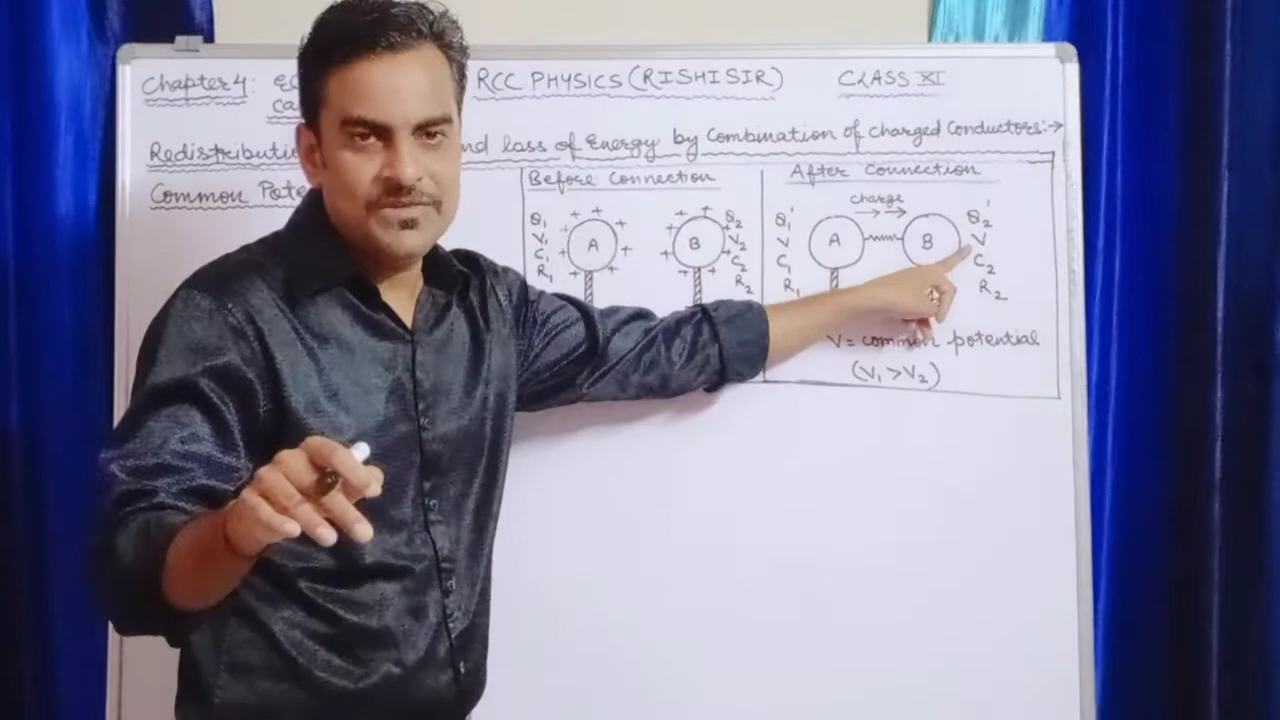 Chapter 4: RCC PHYSICS (RISHI SIR) CLASS XI
Redistributi nd loss of Energy by Combination of charged Conductors:→
Common Pote
Before Connection
Q₁ + + + + + + + A
V₁
C₁
R₁
+ + + + + + + B Q₂
V₂
C₂
R₂
After Connection
charge
Q₁' A B Q₂'
V V
C₁ C₂
R₁ R₂
V = common potential
(V₁ > V₂)